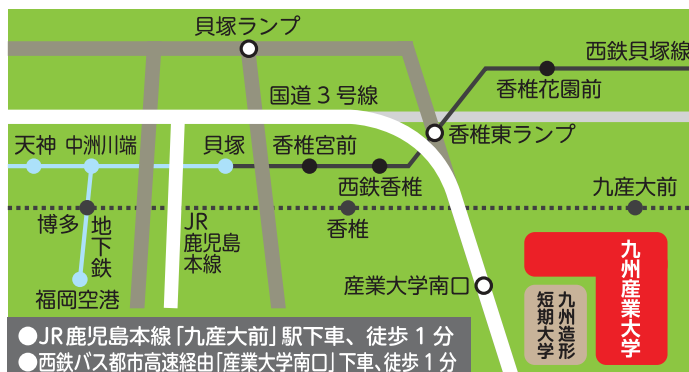 貝塚ランプ
西鉄貝塚線
香椎花園前
国道3号線
香椎東ランプ
天神
中洲川端
貝塚
香椎宮前
西鉄香椎
九産大前
博多
地下鉄
JR
鹿児島
本線
香椎
福岡空港
産業大学南口
九州産業大学
九州造形
短期大学
●JR鹿児島本線「九産大前」駅下車、徒歩1分
●西鉄バス都市高速経由「産業大学南口」下車、徒歩1分